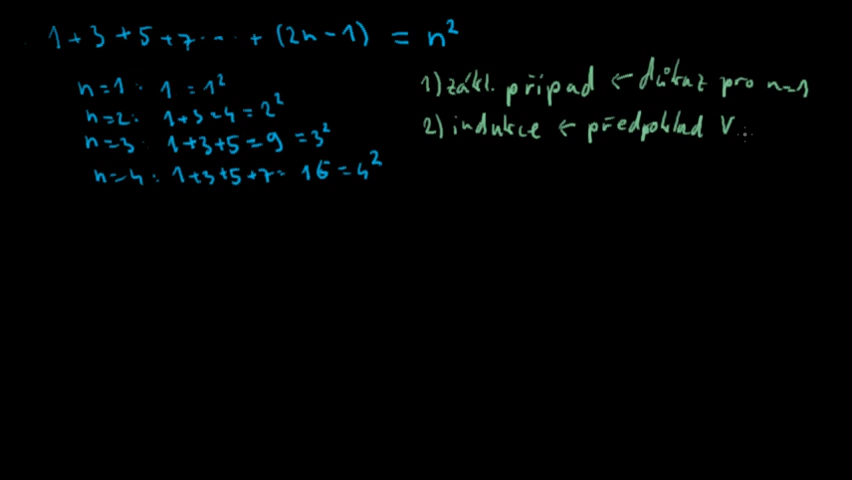 1 + 3 + 5 + 7 ..... + (2n - 1) = n²
n=1: 1 = 1²
n=2: 1+3=4=2²
n=3: 1+3+5=9=3²
n=4: 1+3+5+7= 16=4²
1) zákl. případ ← důkaz pro n=1
2) indukce ← předpoklad V